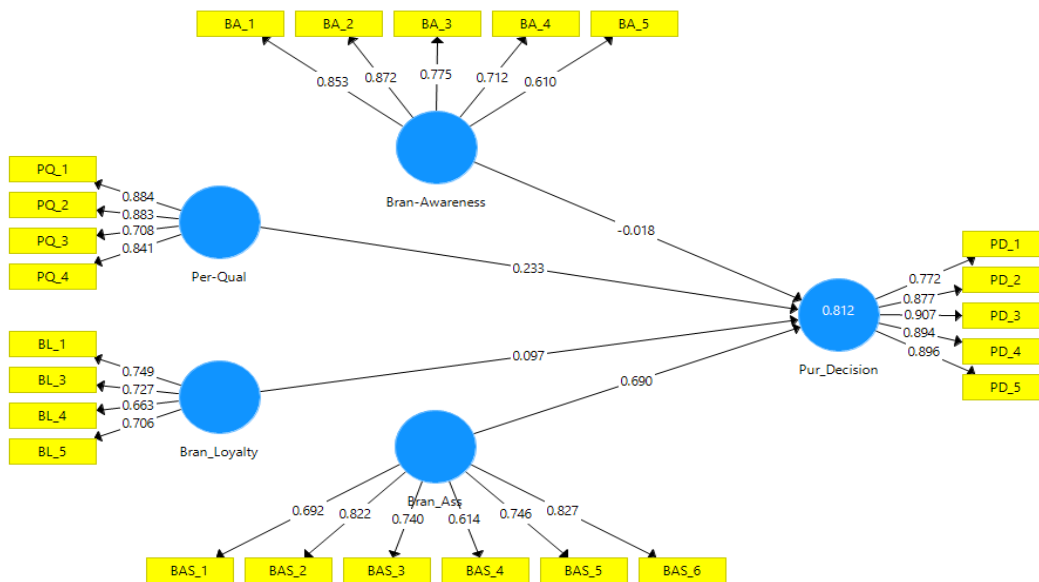 BA_1 BA_2 BA_3 BA_4 BA_5
0.853 0.872 0.775 0.712 0.610
Bran-Awareness
PQ_1
PQ_2
PQ_3
PQ_4
0.884
0.883
0.708
0.841
Per-Qual
-0.018
0.233
0.097
0.690
BL_1
BL_3
BL_4
BL_5
0.749
0.727
0.663
0.706
Bran_Loyalty
0.812
Pur_Decision
0.772
0.877
0.907
0.894
0.896
PD_1
PD_2
PD_3
PD_4
PD_5
Bran_Ass
0.692 0.822 0.740 0.614 0.746 0.827
BAS_1 BAS_2 BAS_3 BAS_4 BAS_5 BAS_6